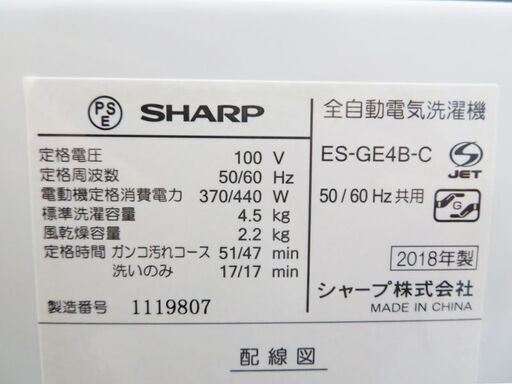 PS E SHARP
定格電圧 100 V
定格周波数 50/60 Hz
電動機定格消費電力 370/440 W
標準洗濯容量 4.5 kg
風乾燥容量 2.2 kg
定格時間 ガンコ汚れコース 51/47 min
洗いのみ 17/17 min
製造番号 1119807
全自動電気洗濯機
ES-GE4B-C S JET
50/60 Hz 共用 G
2018年製
シャープ株式会社
MADE IN CHINA
配線図